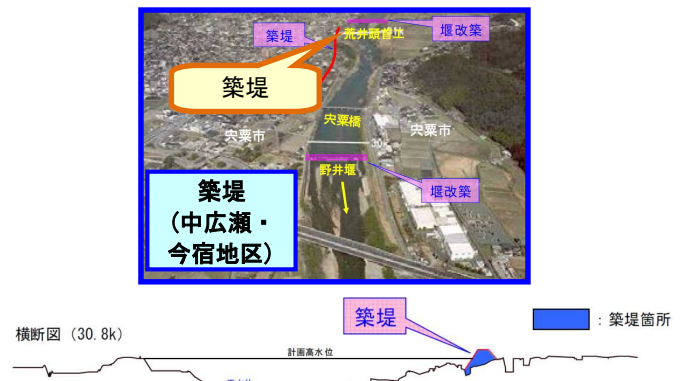 築堤
荒井頭首工
堰改築
築堤
宍粟橋
宍粟市
宍粟市
30
野井堰
堰改築
築堤
(中広瀬・
今宿地区)
築堤
：築堤箇所
横断図（30.8k）
計画高水位